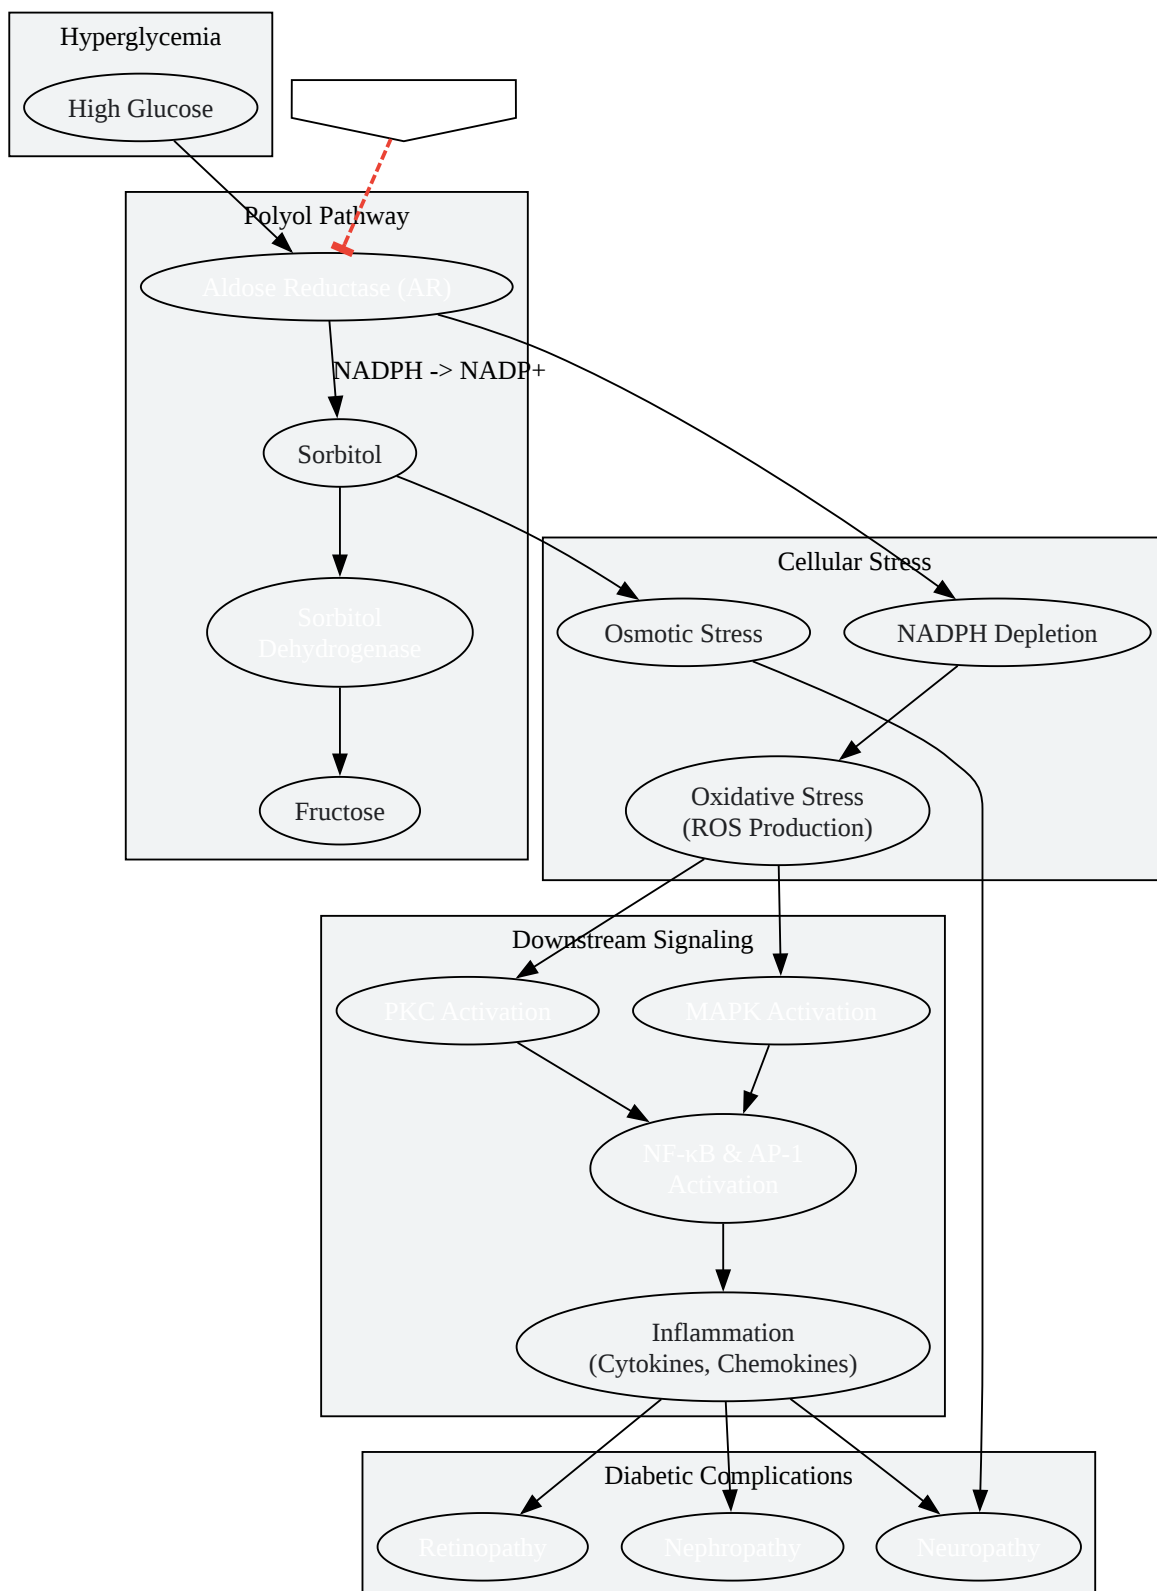 Hyperglycemia
High Glucose
Polyol Pathway
Aldose Reductase (AR)
NADPH -> NADP+
Sorbitol
Sorbitol
Dehydrogenase
Fructose
Cellular Stress
Osmotic Stress
NADPH Depletion
Oxidative Stress
(ROS Production)
Downstream Signaling
PKC Activation
MAPK Activation
NF-κB & AP-1
Activation
Inflammation
(Cytokines, Chemokines)
Diabetic Complications
Retinopathy
Nephropathy
Neuropathy